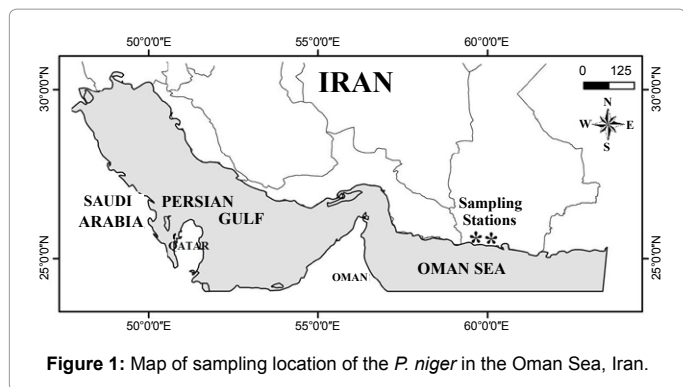 50°0'0"E 55°0'0"E 60°0'0"E
IRAN
0 125
30°0'0"N 30°0'0"N
N
W E
S
SAUDI
ARABIA
PERSIAN
GULF
Sampling
Stations
QATAR
25°0'0"N 25°0'0"N
OMAN
OMAN SEA
50°0'0"E 55°0'0"E 60°0'0"E
Figure 1: Map of sampling location of the P. niger in the Oman Sea, Iran.